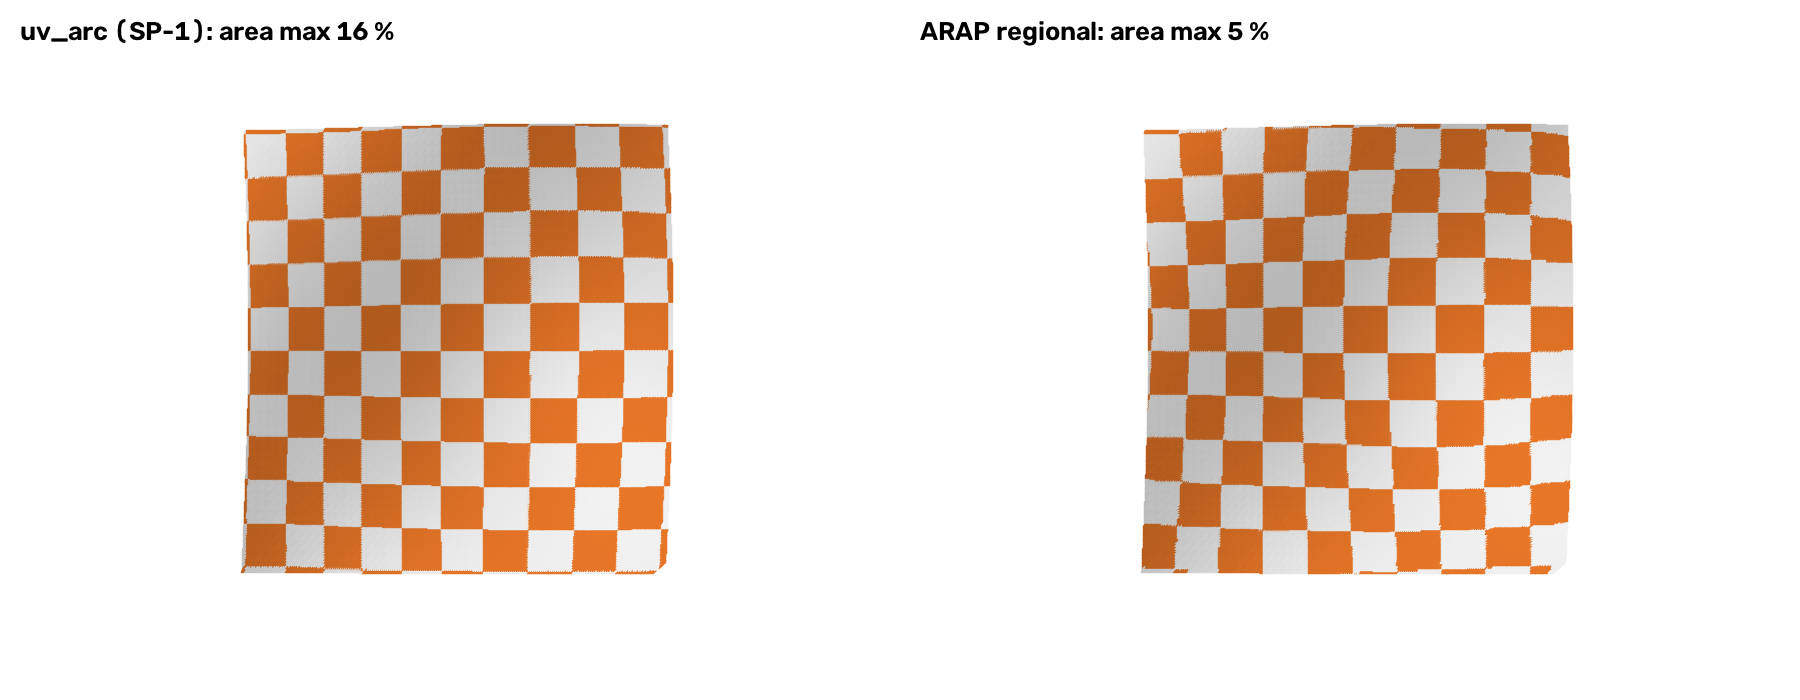 uv_arc (SP-1): area max 16 %
ARAP regional: area max 5 %